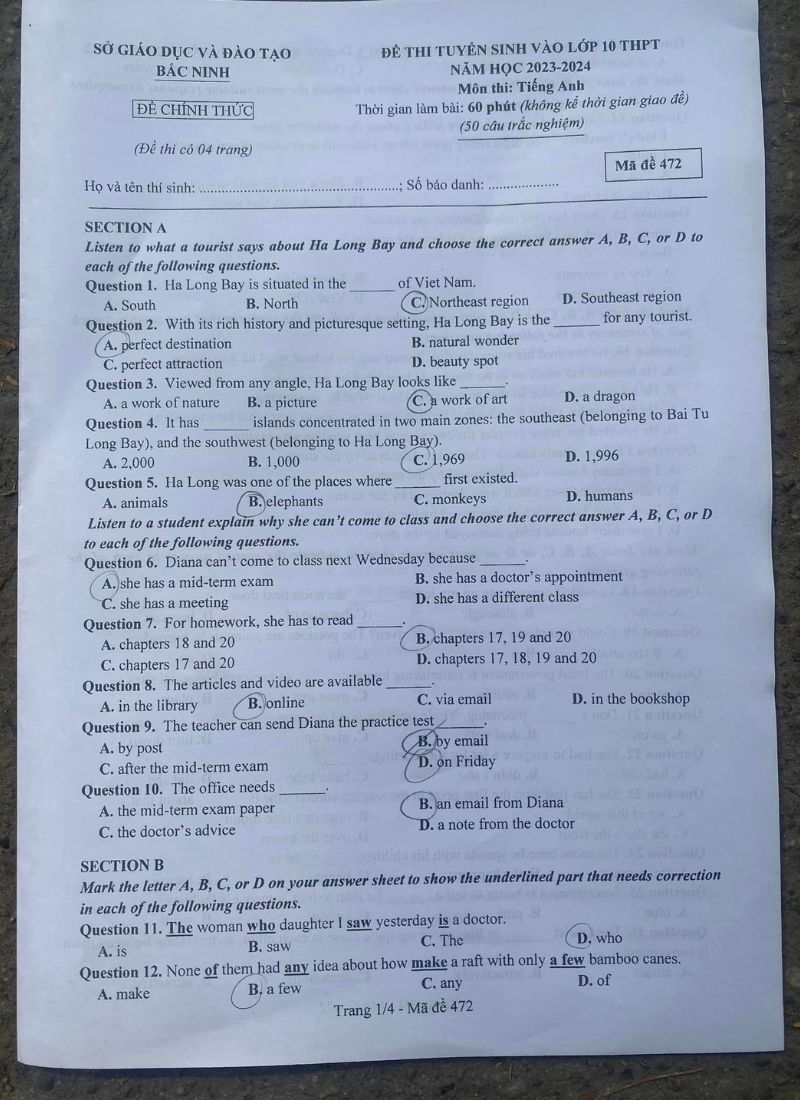 SỞ GIÁO DỤC VÀ ĐÀO TẠO
BẮC NINH
ĐỀ CHÍNH THỨC
(Đề thi có 04 trang)
ĐỀ THI TUYỂN SINH VÀO LỚP 10 THPT
NĂM HỌC 2023-2024
Môn thi: Tiếng Anh
Thời gian làm bài: 60 phút (không kể thời gian giao đề)
(50 câu trắc nghiệm)
Mã đề 472
Họ và tên thí sinh: ..................................................; Số báo danh: ..................
SECTION A
Listen to what a tourist says about Ha Long Bay and choose the correct answer A, B, C, or D to
each of the following questions.
Question 1. Ha Long Bay is situated in the ______ of Viet Nam.
A. South B. North C. Northeast region D. Southeast region
Question 2. With its rich history and picturesque setting, Ha Long Bay is the ______ for any tourist.
A. perfect destination B. natural wonder
C. perfect attraction D. beauty spot
Question 3. Viewed from any angle, Ha Long Bay looks like ______.
A. a work of nature B. a picture C. a work of art D. a dragon
Question 4. It has ______ islands concentrated in two main zones: the southeast (belonging to Bai Tu
Long Bay), and the southwest (belonging to Ha Long Bay).
A. 2,000 B. 1,000 C. 1,969 D. 1,996
Question 5. Ha Long was one of the places where ______ first existed.
A. animals B. elephants C. monkeys D. humans
Listen to a student explain why she can't come to class and choose the correct answer A, B, C, or D
to each of the following questions.
Question 6. Diana can't come to class next Wednesday because ______.
A. she has a mid-term exam B. she has a doctor's appointment
C. she has a meeting D. she has a different class
Question 7. For homework, she has to read ______.
A. chapters 18 and 20 B. chapters 17, 19 and 20
C. chapters 17 and 20 D. chapters 17, 18, 19 and 20
Question 8. The articles and video are available ______.
A. in the library B. online C. via email D. in the bookshop
Question 9. The teacher can send Diana the practice test ______.
A. by post B. by email
C. after the mid-term exam D. on Friday
Question 10. The office needs ______.
A. the mid-term exam paper B. an email from Diana
C. the doctor's advice D. a note from the doctor
SECTION B
Mark the letter A, B, C, or D on your answer sheet to show the underlined part that needs correction
in each of the following questions.
Question 11. The woman who daughter I saw yesterday is a doctor.
A. is B. saw C. The D. who
Question 12. None of them had any idea about how make a raft with only a few bamboo canes.
A. make B. a few C. any D. of
Trang 1/4 - Mã đề 472